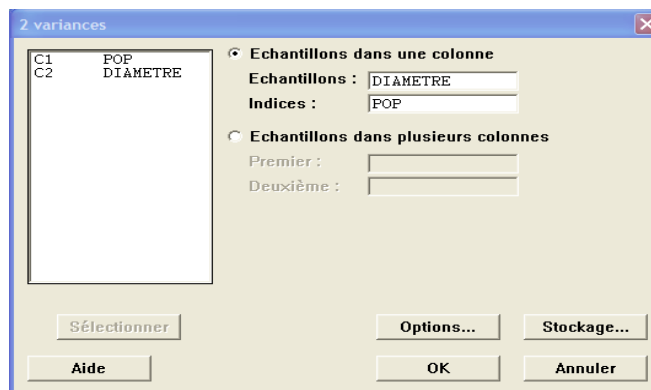 2 variances
C1 POP
C2 DIAMETRE
Echantillons dans une colonne
Echantillons : DIAMETRE
Indices : POP
Echantillons dans plusieurs colonnes
Premier :
Deuxième :
Sélectionner
Options...
Stockage...
Aide
OK
Annuler